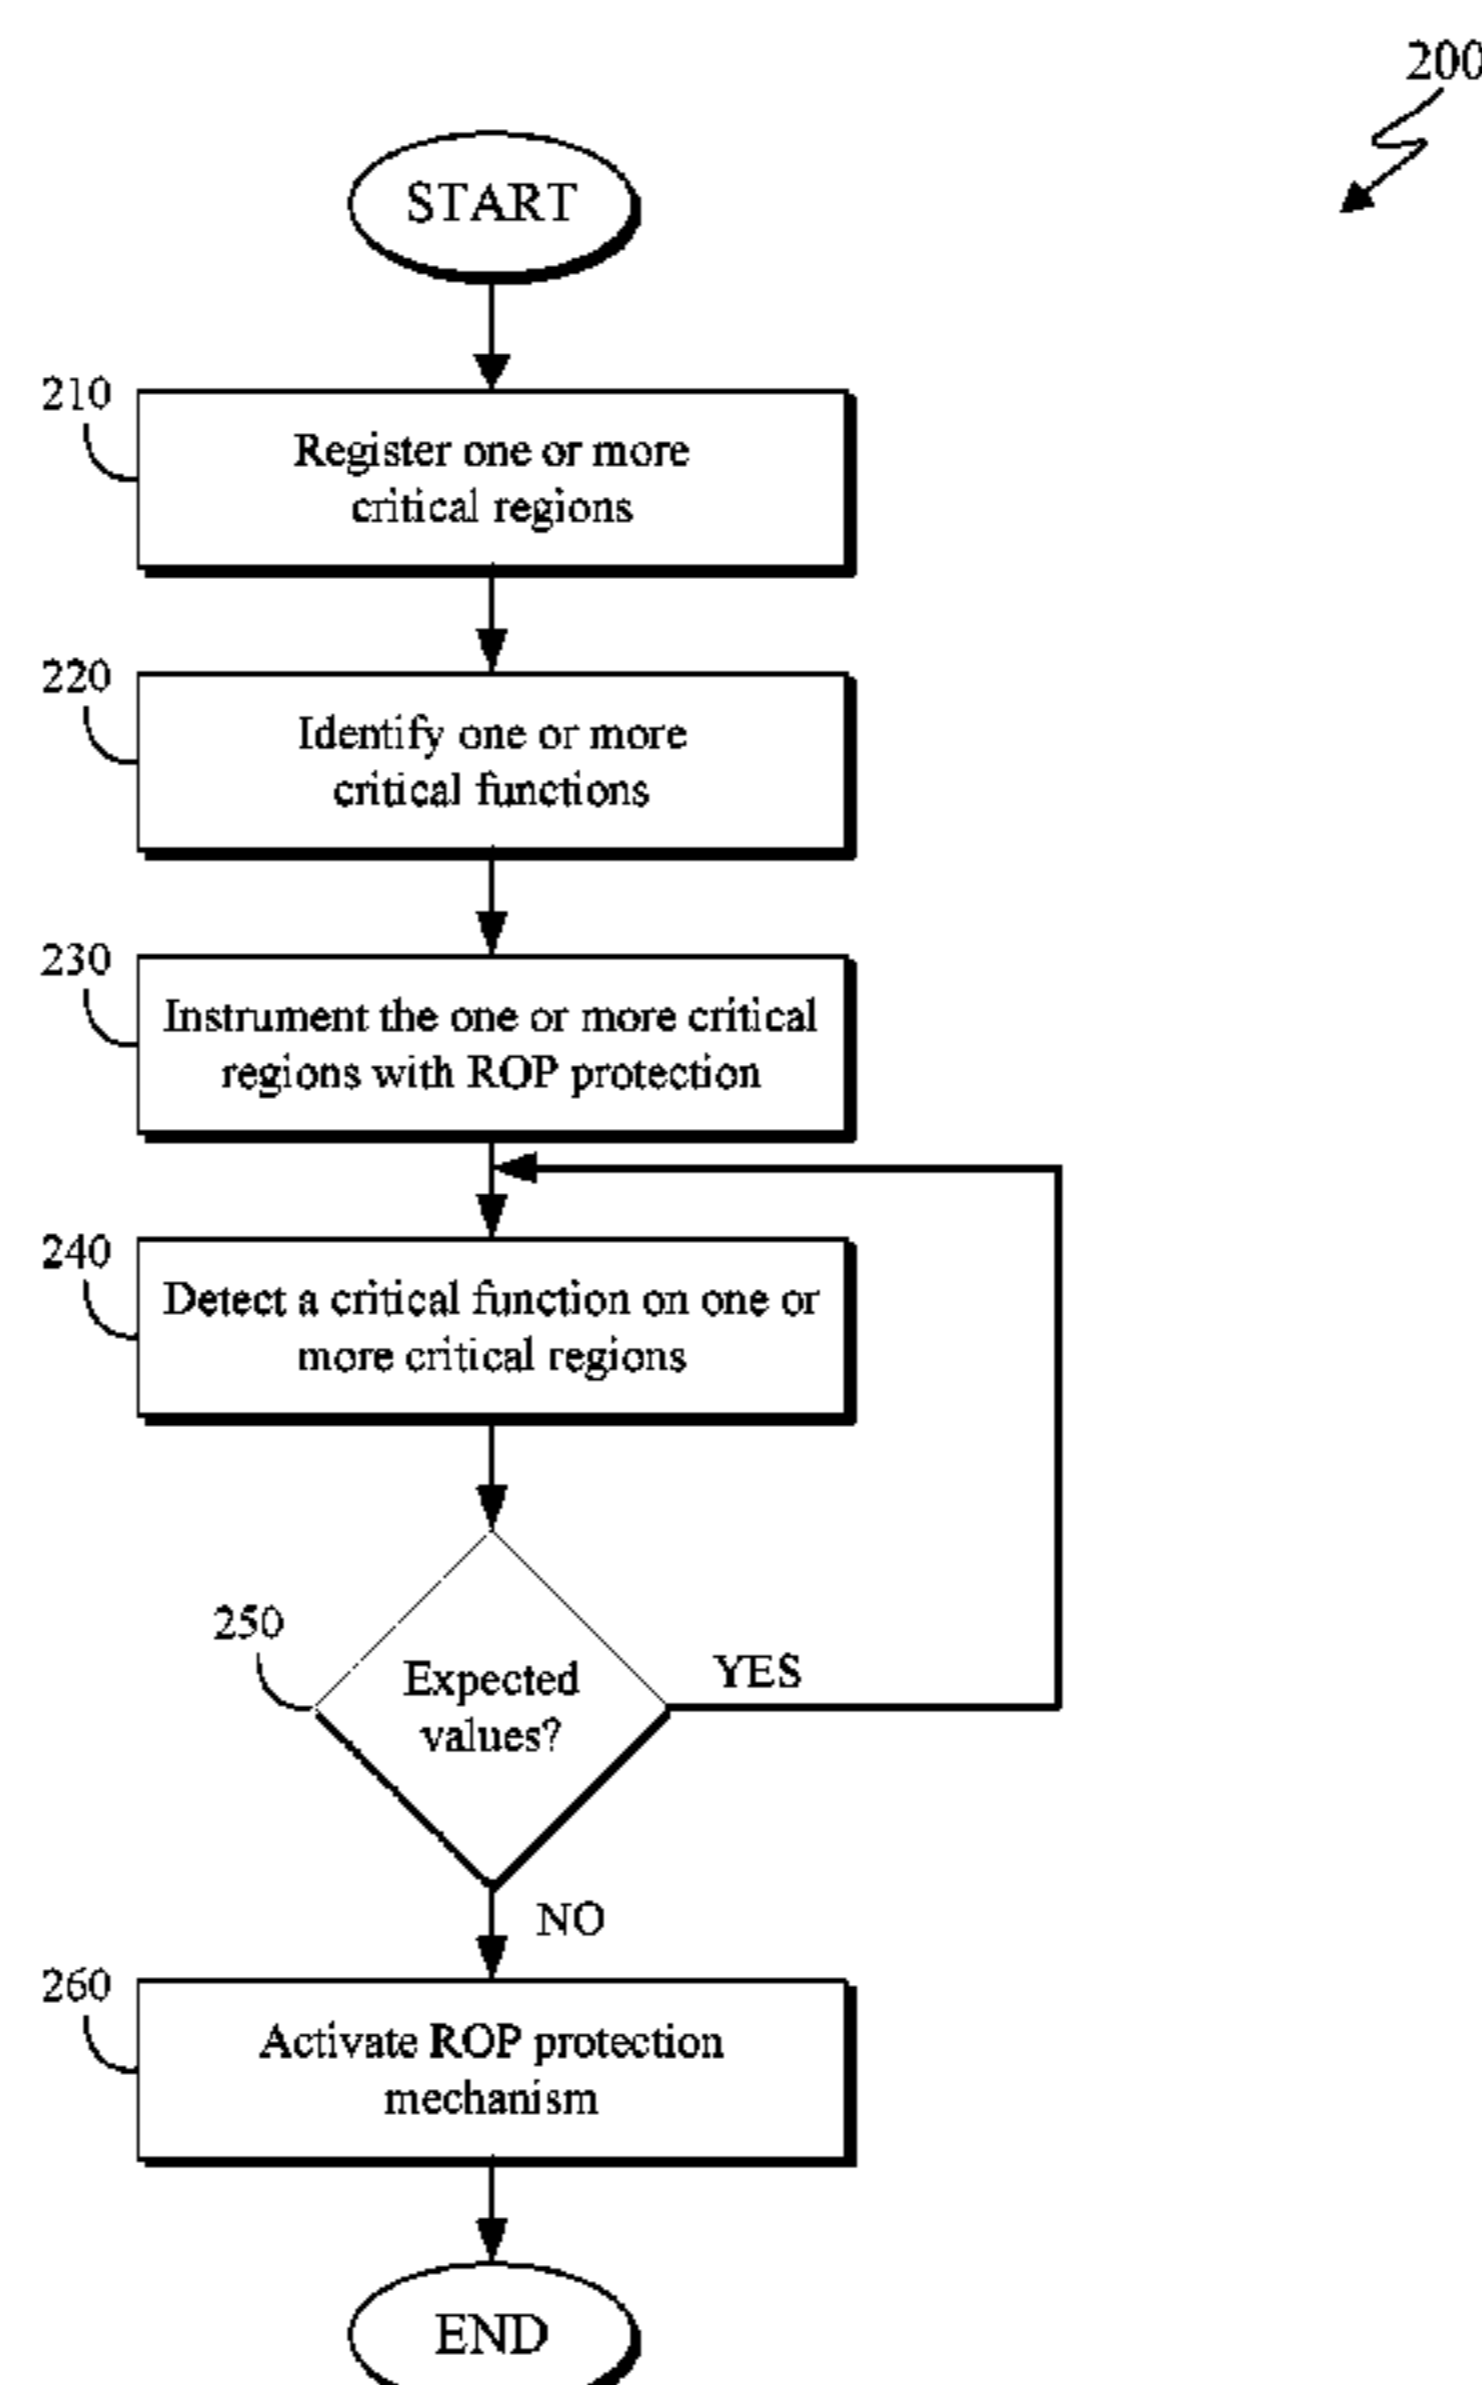 200
START
210
Register one or more
critical regions
220
Identify one or more
critical functions
230
Instrument the one or more critical
regions with ROP protection
240
Detect a critical function on one or
more critical regions
250
Expected
values?
YES
NO
260
Activate ROP protection
mechanism
END